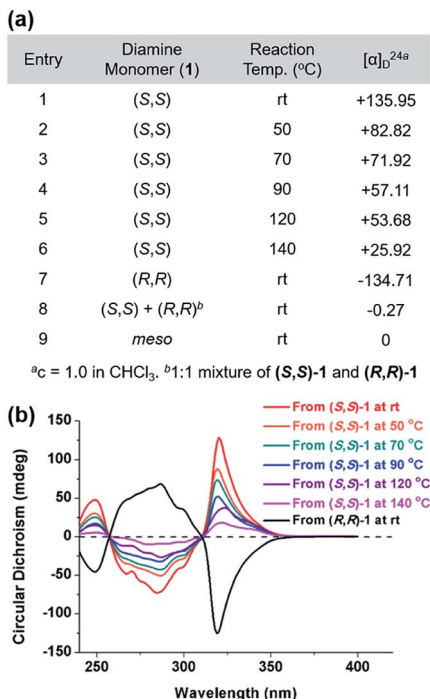 (a)
Entry Diamine Monomer (1) Reaction Temp. (°C) [α]D24a
1 (S,S) rt +135.95
2 (S,S) 50 +82.82
3 (S,S) 70 +71.92
4 (S,S) 90 +57.11
5 (S,S) 120 +53.68
6 (S,S) 140 +25.92
7 (R,R) rt -134.71
8 (S,S) + (R,R)b rt -0.27
9 meso rt 0
ac = 1.0 in CHCl3. b1:1 mixture of (S,S)-1 and (R,R)-1
(b)
Circular Dichroism (mdeg)
150
100
50
0
-50
-100
-150
From (S,S)-1 at rt
From (S,S)-1 at 50 °C
From (S,S)-1 at 70 °C
From (S,S)-1 at 90 °C
From (S,S)-1 at 120 °C
From (S,S)-1 at 140 °C
From (R,R)-1 at rt
250 300 350 400
Wavelength (nm)